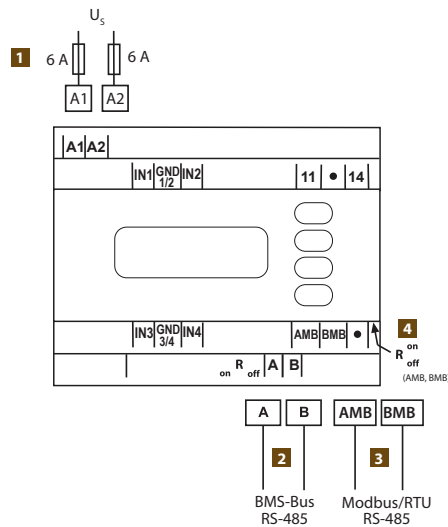 Us
1 6 A 6 A
A1 A2
A1 A2
IN1 GND 1/2 IN2 11 • 14
IN3 GND 3/4 IN4 AMB BMB •
4
on
R off
(AMB, BMB)
on R off A B
A B AMB BMB
2 3
BMS-Bus Modbus/RTU
RS-485 RS-485